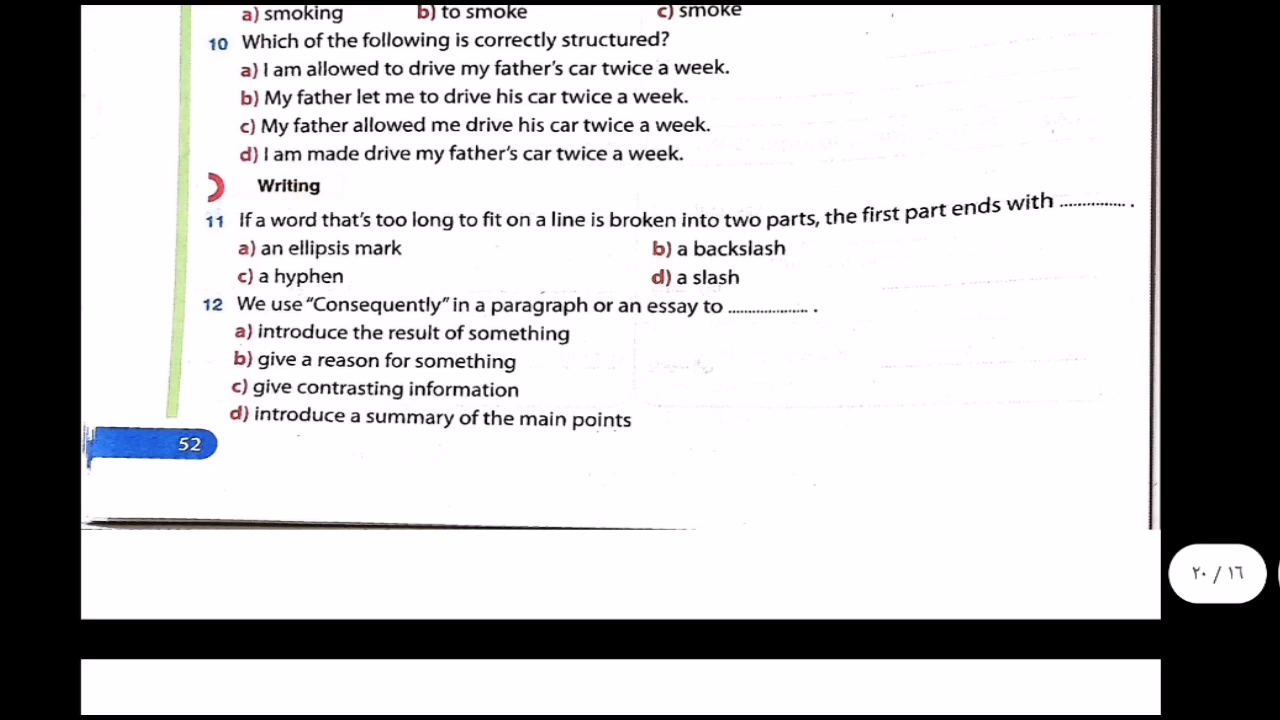 a) smoking b) to smoke c) smoke
10 Which of the following is correctly structured?
a) I am allowed to drive my father's car twice a week.
b) My father let me to drive his car twice a week.
c) My father allowed me drive his car twice a week.
d) I am made drive my father's car twice a week.
Writing
11 If a word that's too long to fit on a line is broken into two parts, the first part ends with ............... .
a) an ellipsis mark b) a backslash
c) a hyphen d) a slash
12 We use "Consequently" in a paragraph or an essay to .................... .
a) introduce the result of something
b) give a reason for something
c) give contrasting information
d) introduce a summary of the main points
52
٢٠ / ١٦